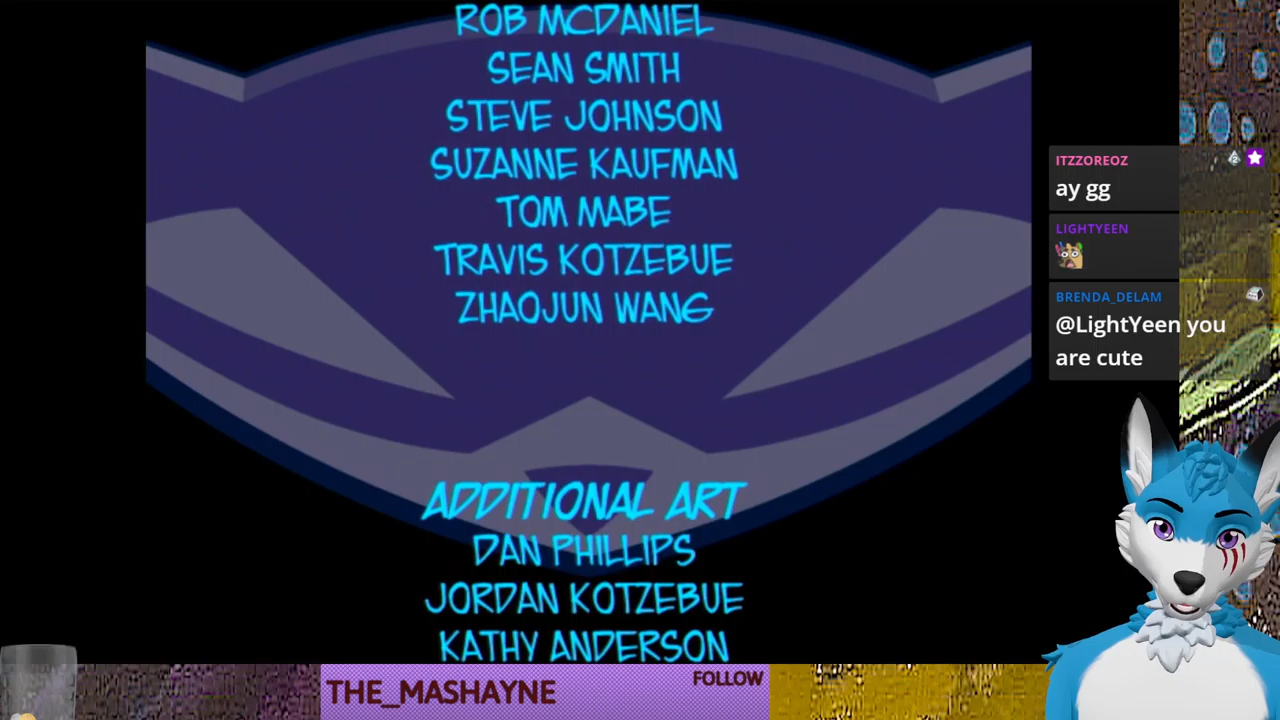 ROB MCDANIEL
SEAN SMITH
STEVE JOHNSON
SUZANNE KAUFMAN
TOM MABE
TRAVIS KOTZEBUE
ZHAOJUN WANG
ADDITIONAL ART
DAN PHILLIPS
JORDAN KOTZEBUE
KATHY ANDERSON
ITZZOREOZ
ay gg
LIGHTYEEN
BRENDA_DELAM
@LightYeen you
are cute
THE_MASHAYNE
FOLLOW